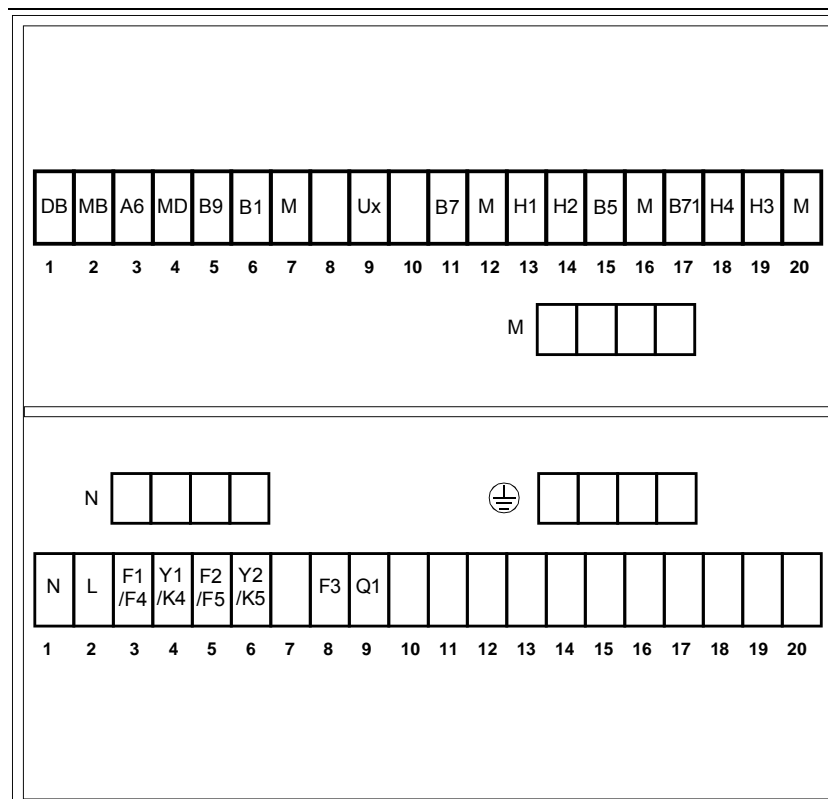 DB MB A6 MD B9 B1 M Ux B7 M H1 H2 B5 M B71 H4 H3 M
1 2 3 4 5 6 7 8 9 10 11 12 13 14 15 16 17 18 19 20
M
N
N L F1 /F4 Y1 /K4 F2 /F5 Y2 /K5 F3 Q1
1 2 3 4 5 6 7 8 9 10 11 12 13 14 15 16 17 18 19 20